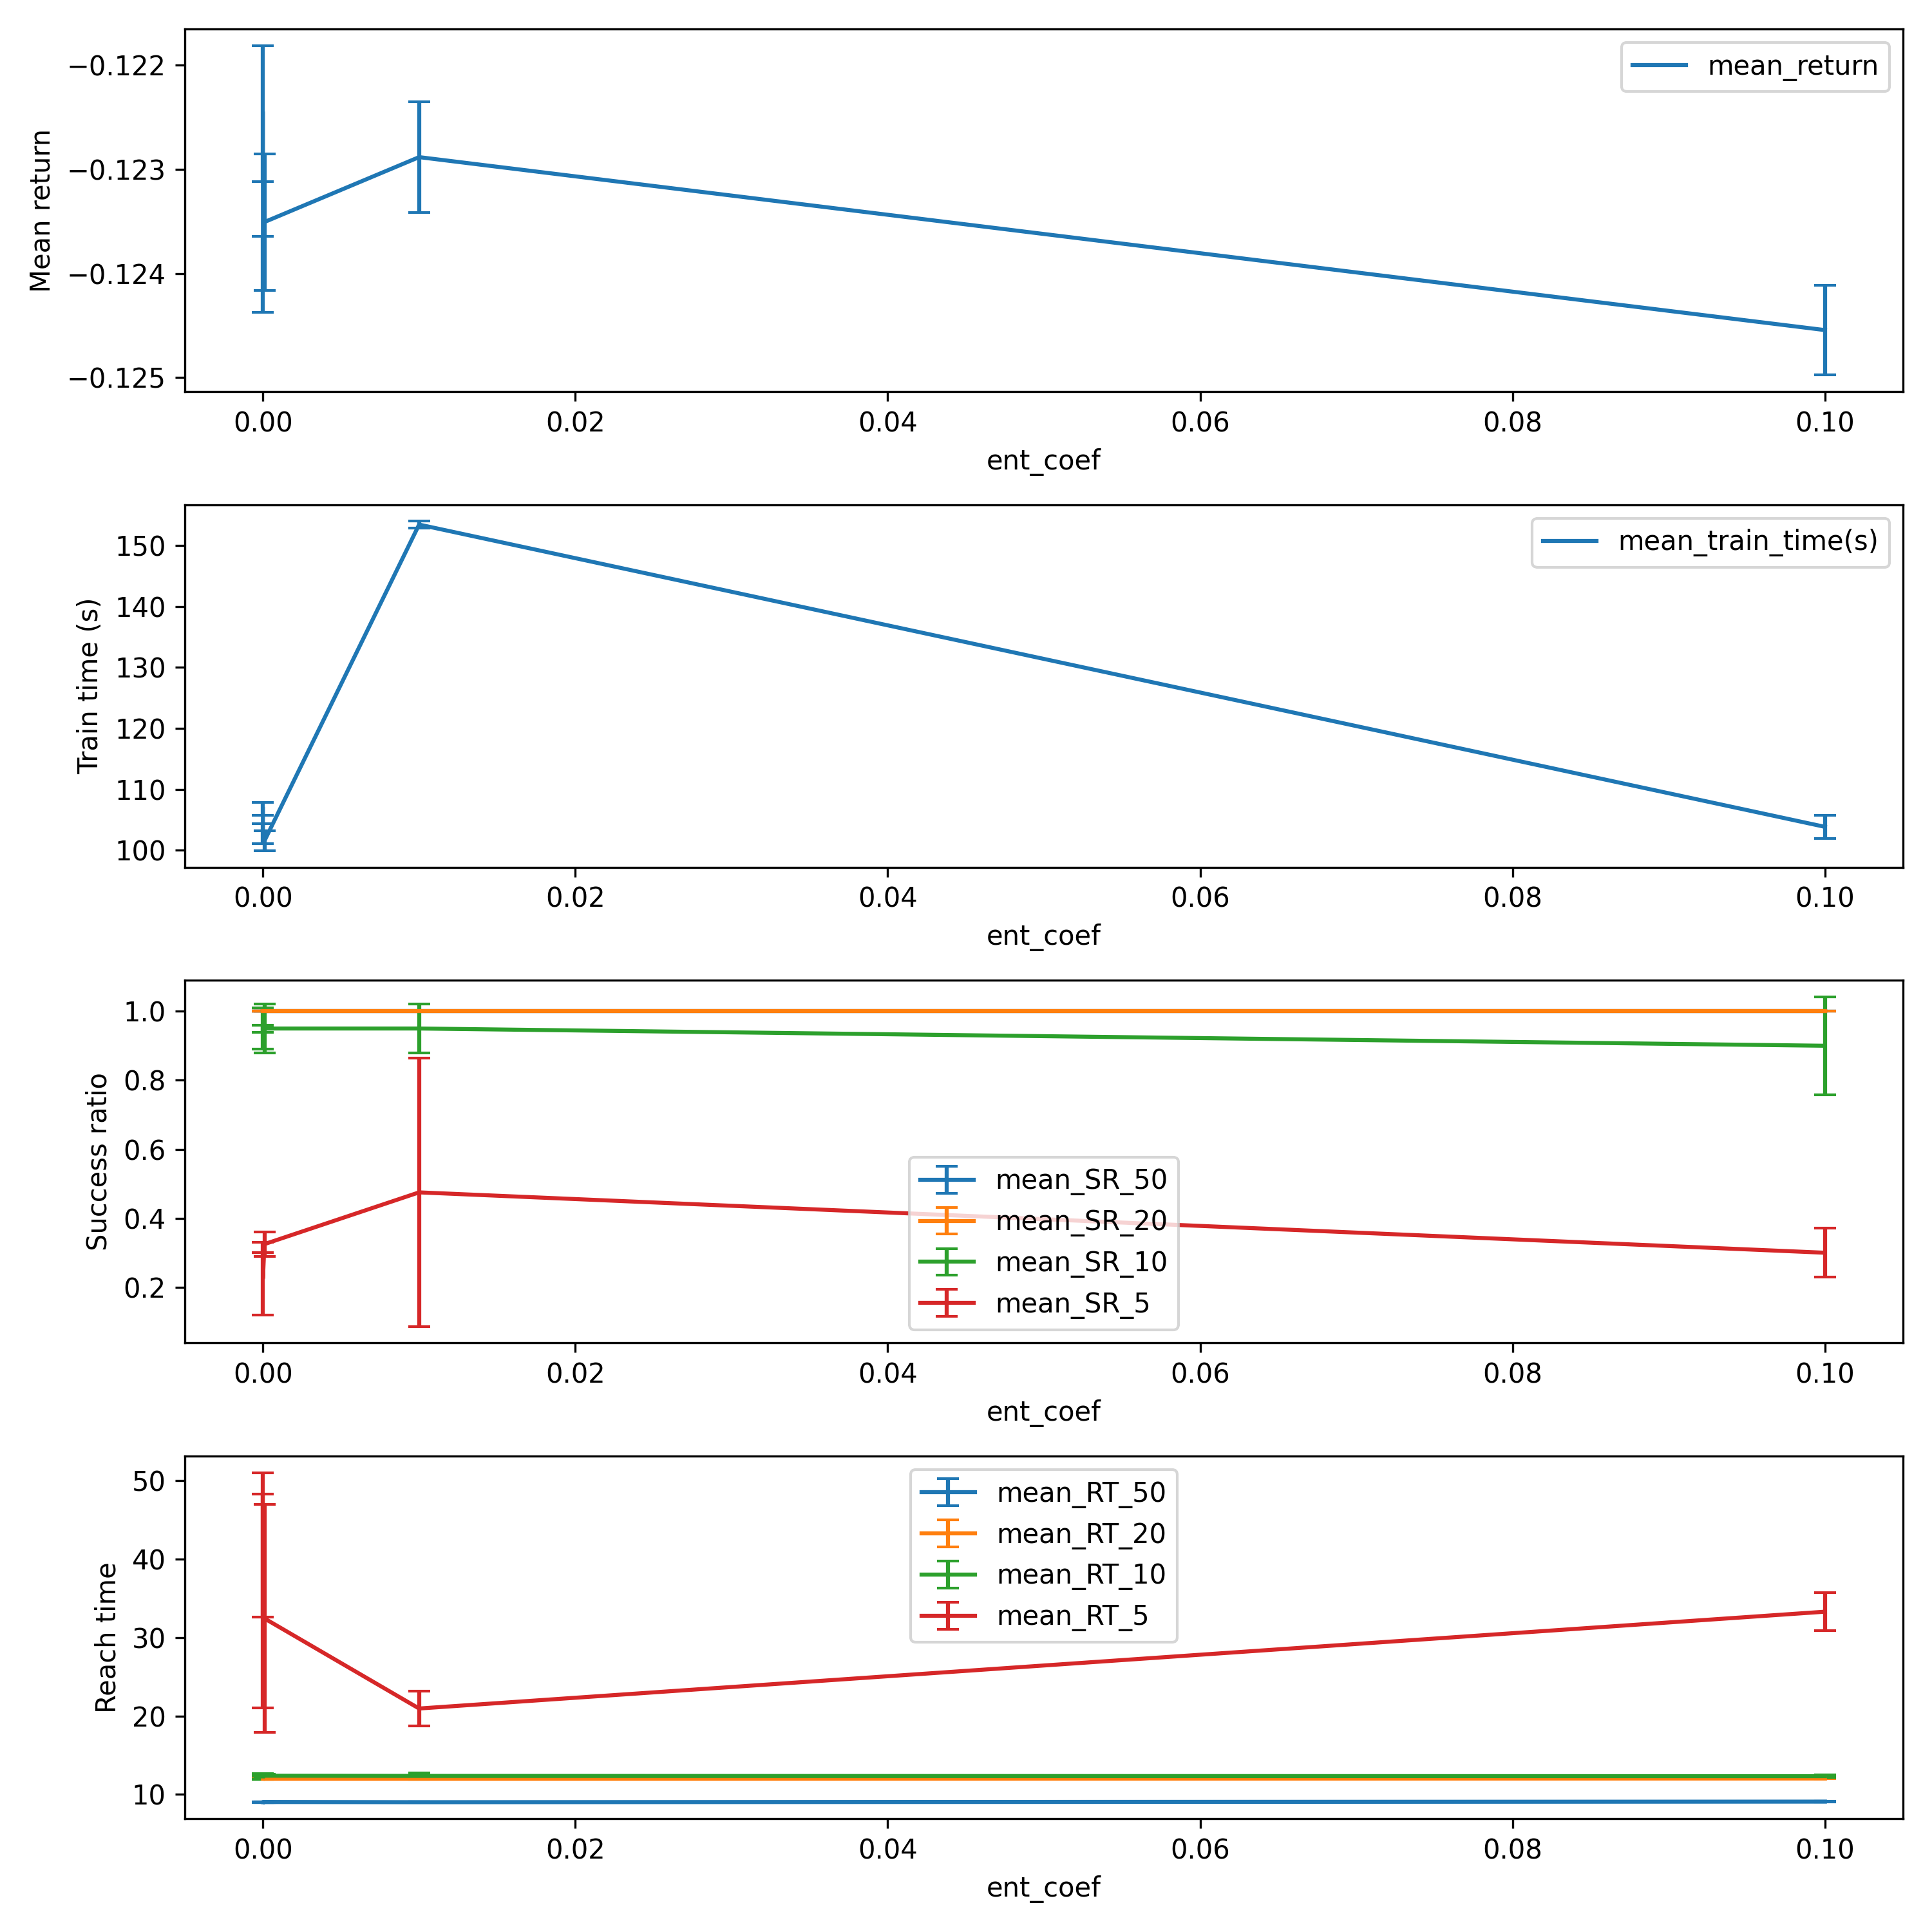 mean_return
−0.122
−0.123
−0.124
−0.125
Mean return
0.00 0.02 0.04 0.06 0.08 0.10
ent_coef
mean_train_time(s)
150
140
130
120
110
100
Train time (s)
0.00 0.02 0.04 0.06 0.08 0.10
ent_coef
1.0
0.8
0.6
0.4
0.2
Success ratio
mean_SR_50
mean_SR_20
mean_SR_10
mean_SR_5
0.00 0.02 0.04 0.06 0.08 0.10
ent_coef
50
40
30
20
10
Reach time
mean_RT_50
mean_RT_20
mean_RT_10
mean_RT_5
0.00 0.02 0.04 0.06 0.08 0.10
ent_coef